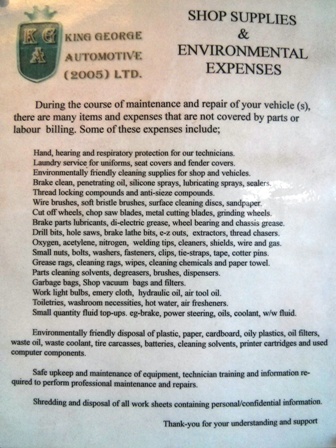 KGA
KING GEORGE
AUTOMOTIVE
(2005) LTD.
SHOP SUPPLIES
&
ENVIRONMENTAL
EXPENSES
During the course of maintenance and repair of your vehicle (s),
there are many items and expenses that are not covered by parts or
labour billing. Some of these expenses include;
Hand, hearing and respiratory protection for our technicians.
Laundry service for uniforms, seat covers and fender covers.
Environmentally friendly cleaning supplies for shop and vehicles.
Brake clean, penetrating oil, silicone sprays, lubricating sprays, sealers.
Thread locking compounds and anti-sieze compounds.
Wire brushes, soft bristle brushes, surface cleaning discs, sandpaper.
Cut off wheels, chop saw blades, metal cutting blades, grinding wheels.
Brake parts lubricants, di-electric grease, wheel bearing and chassis grease.
Drill bits, hole saws, brake lathe bits, e-z outs, extractors, thread chasers.
Oxygen, acetylene, nitrogen, welding tips, cleaners, shields, wire and gas.
Small nuts, bolts, washers, fasteners, clips, tie-straps, tape, cotter pins.
Grease rags, cleaning rags, wipes, cleaning chemicals and paper towel.
Parts cleaning solvents, degreasers, brushes, dispensers.
Garbage bags, Shop vacuum bags and filters.
Work light bulbs, emery cloth, hydraulic oil, air tool oil.
Toiletries, washroom necessities, hot water, air fresheners.
Small quantity fluid top-ups. eg-brake, power steering, oils, coolant, w/w fluid.
Environmentally friendly disposal of plastic, paper, cardboard, oily plastics, oil filters,
waste oil, waste coolant, tire carcasses, batteries, cleaning solvents, printer cartridges and used
computer components.
Safe upkeep and maintenance of equipment, technician training and information re-
quired to perform professional maintenance and repairs.
Shredding and disposal of all work sheets containing personal/confidential information.
Thank-you for your understanding and support